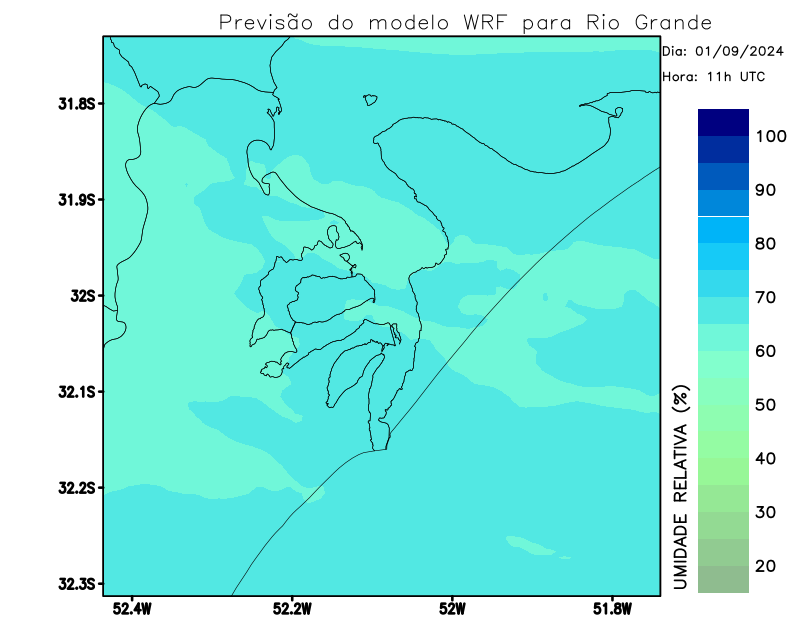 Previsão do modelo WRF para Rio Grande
Dia: 01/09/2024
Hora: 11h UTC
31.8S
31.9S
32S
32.1S
32.2S
32.3S
52.4W
52.2W
52W
51.8W
UMIDADE RELATIVA (%)
100
90
80
70
60
50
40
30
20